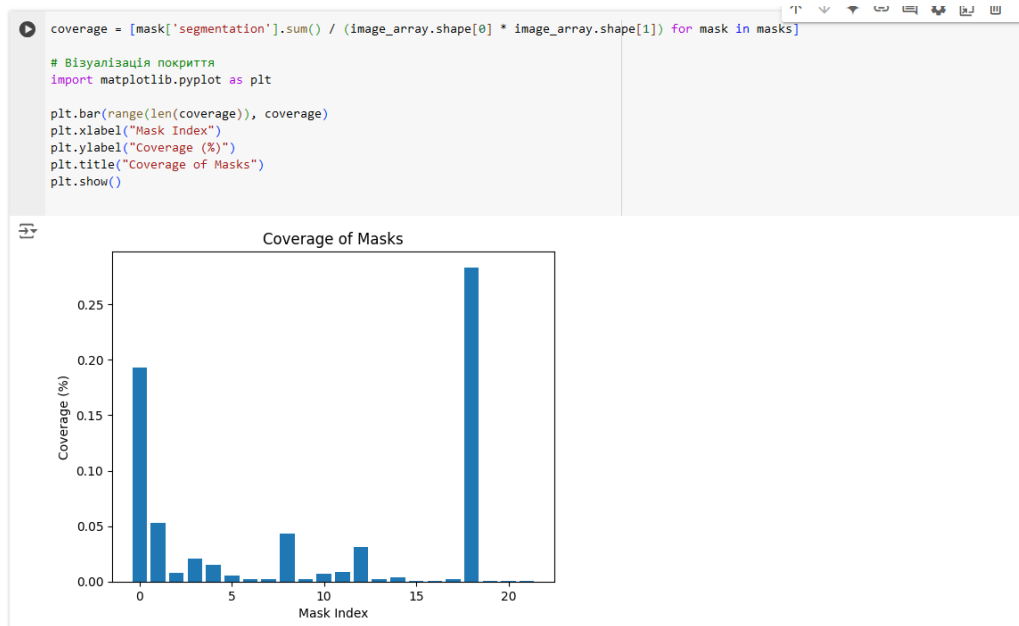 coverage = [mask['segmentation'].sum() / (image_array.shape[0] * image_array.shape[1]) for mask in masks]
# Візуалізація покриття
import matplotlib.pyplot as plt
plt.bar(range(len(coverage)), coverage)
plt.xlabel("Mask Index")
plt.ylabel("Coverage (%)")
plt.title("Coverage of Masks")
plt.show()
Coverage of Masks
Coverage (%)
0.25
0.20
0.15
0.10
0.05
0.00
0 5 10 15 20
Mask Index